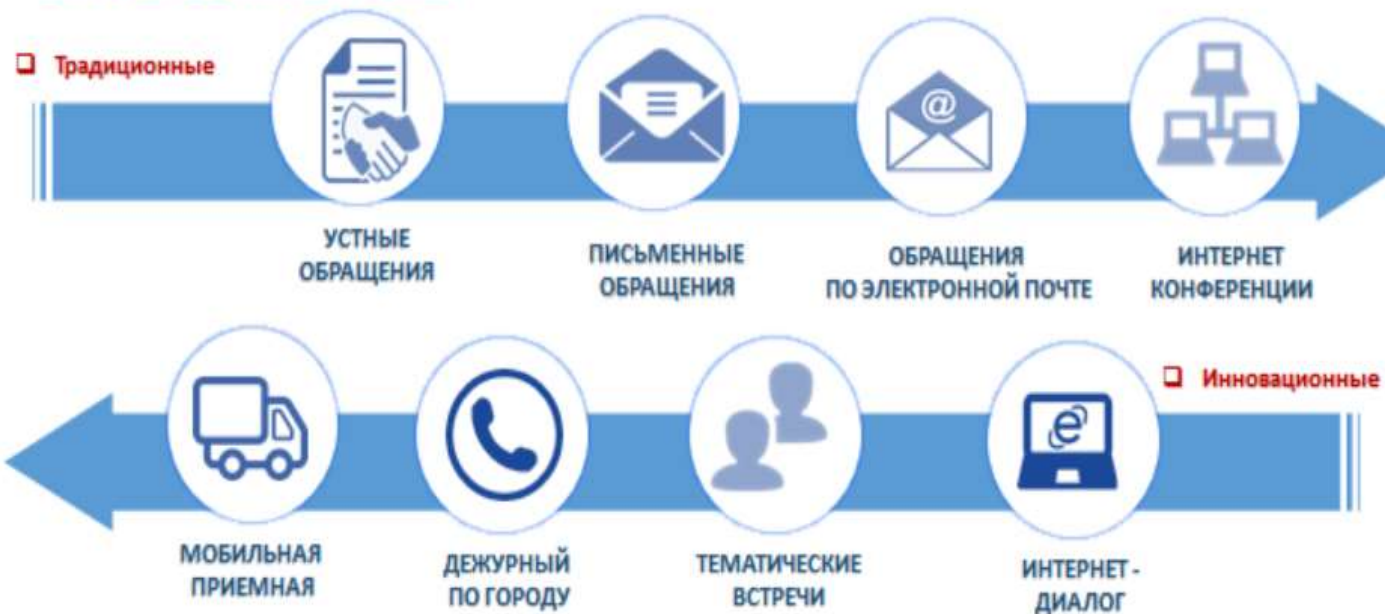 Традиционные
УСТНЫЕ
ОБРАЩЕНИЯ
ПИСЬМЕННЫЕ
ОБРАЩЕНИЯ
@
ОБРАЩЕНИЯ
ПО ЭЛЕКТРОННОЙ ПОЧТЕ
ИНТЕРНЕТ
КОНФЕРЕНЦИИ
Инновационные
e
МОБИЛЬНАЯ
ПРИЕМНАЯ
ДЕЖУРНЫЙ
ПО ГОРОДУ
ТЕМАТИЧЕСКИЕ
ВСТРЕЧИ
ИНТЕРНЕТ -
ДИАЛОГ